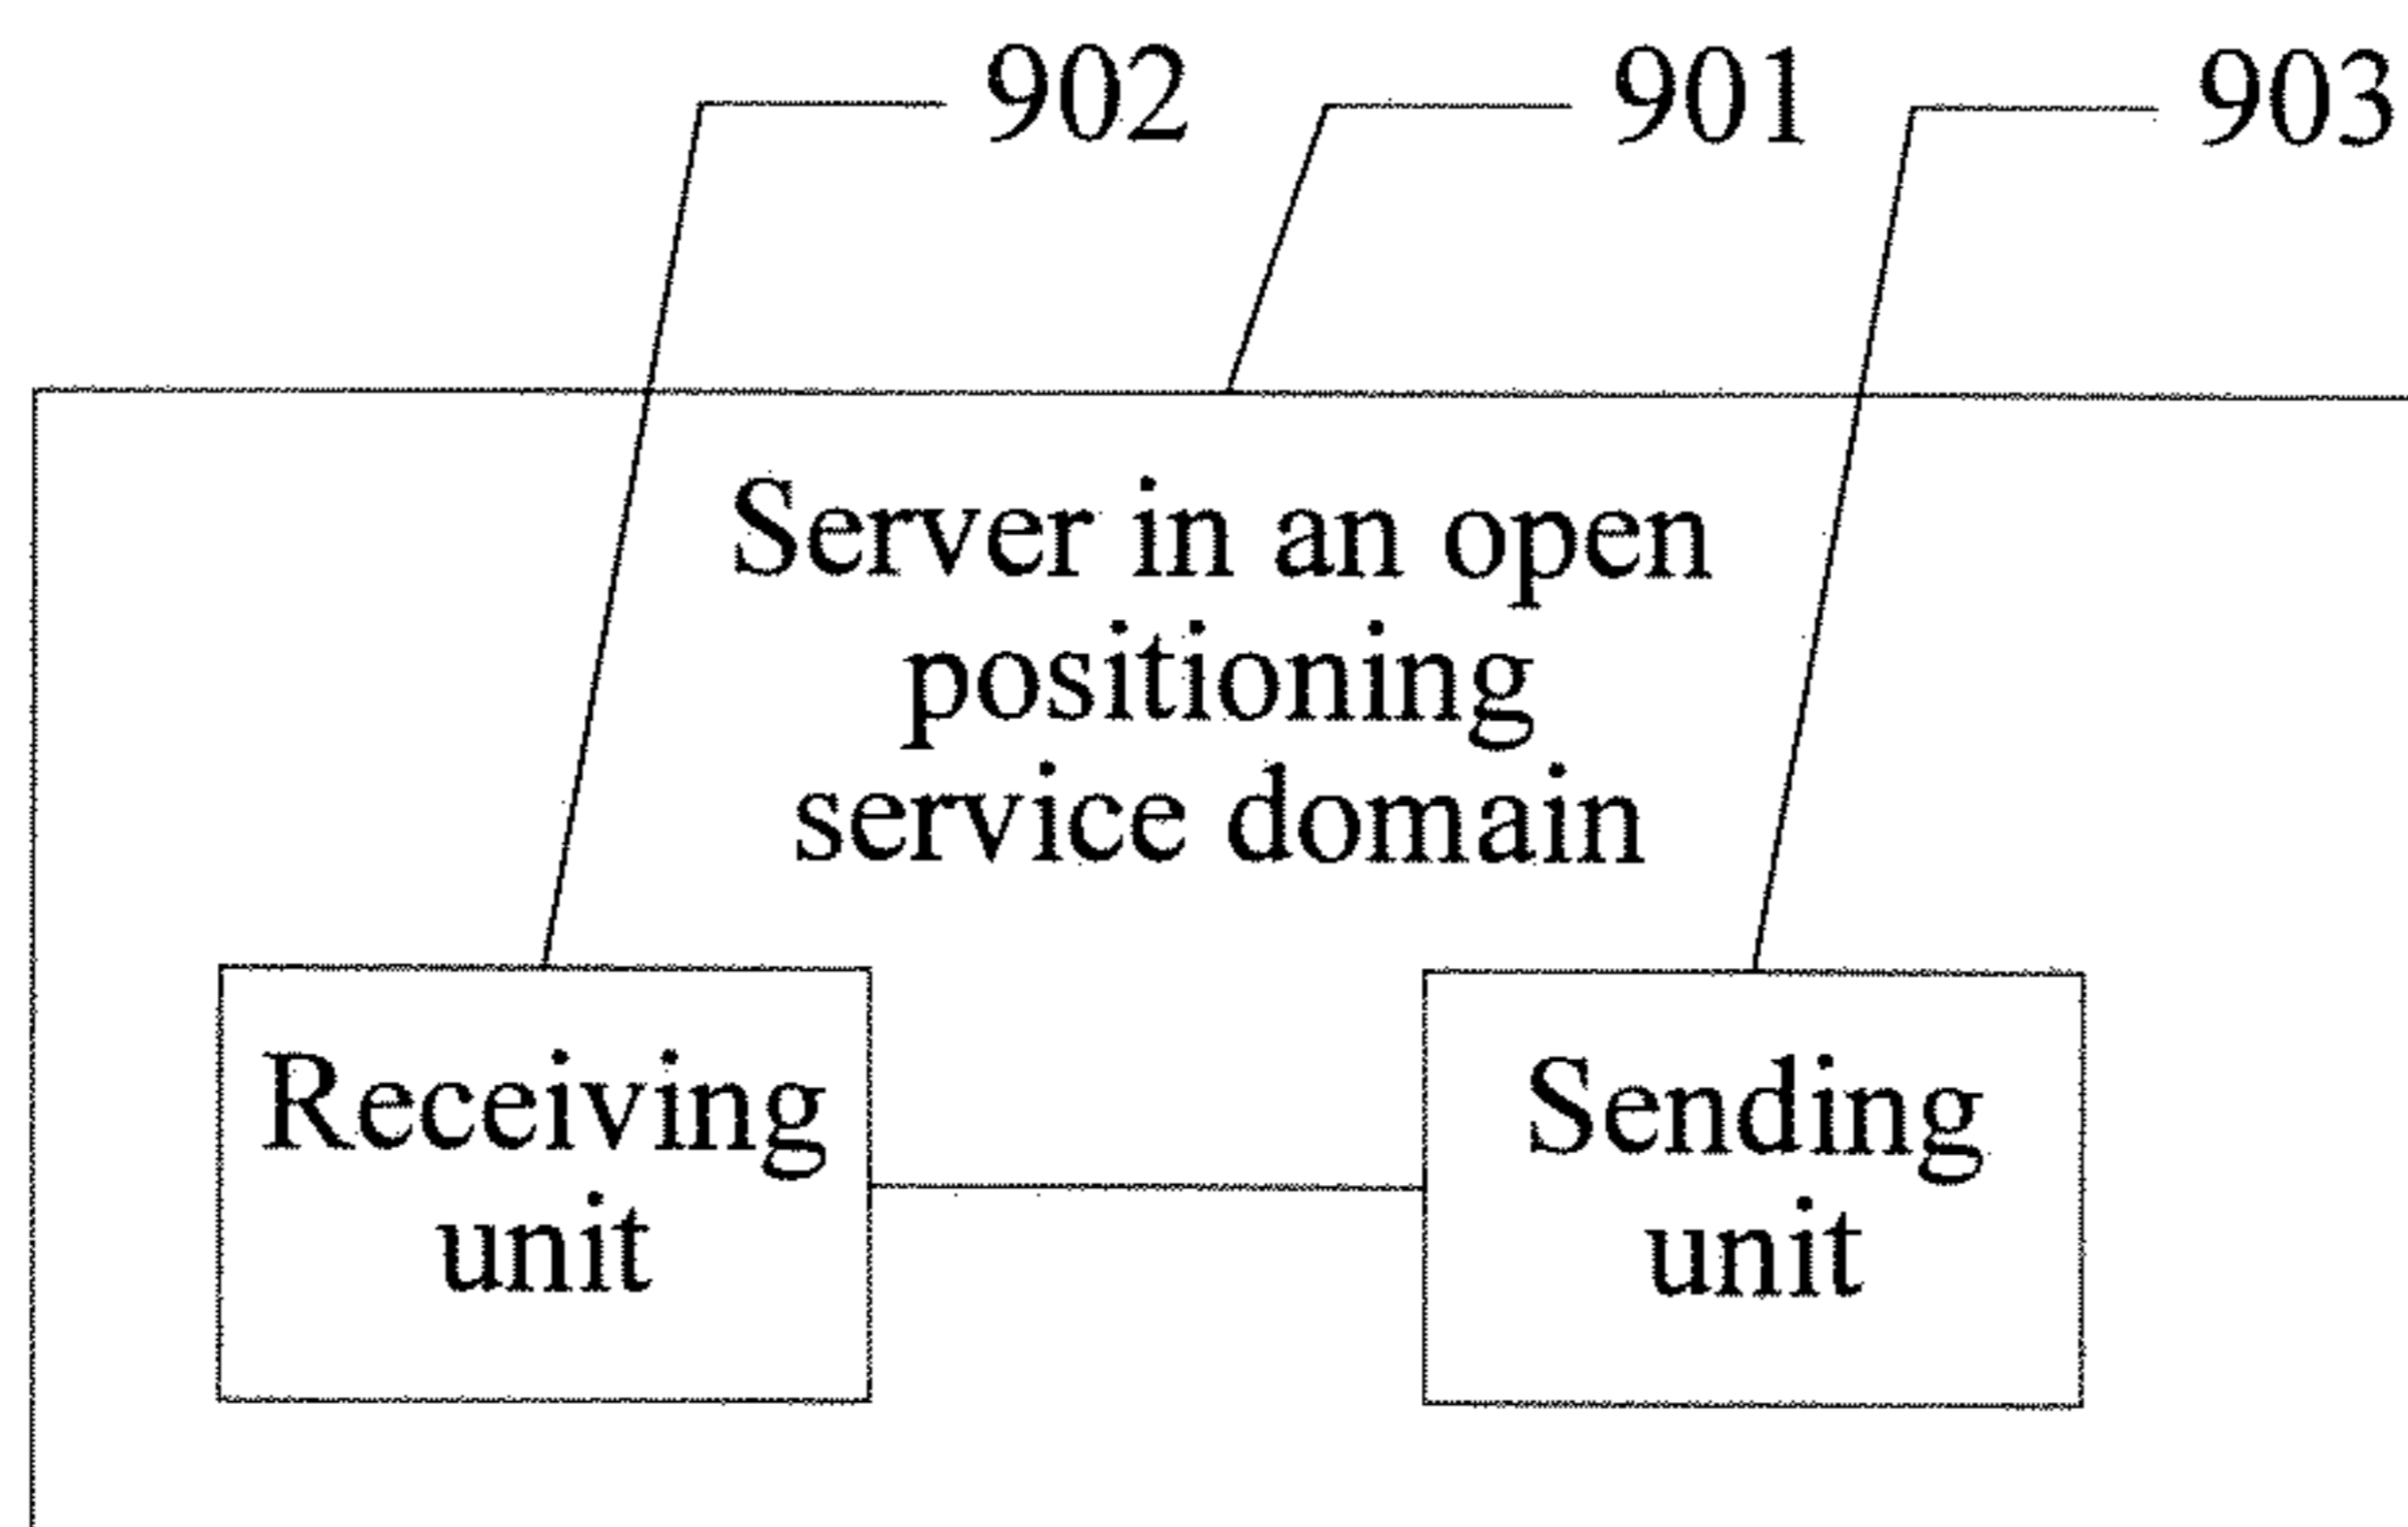 902 901 903
Server in an open
positioning
service domain
Receiving
unit
Sending
unit